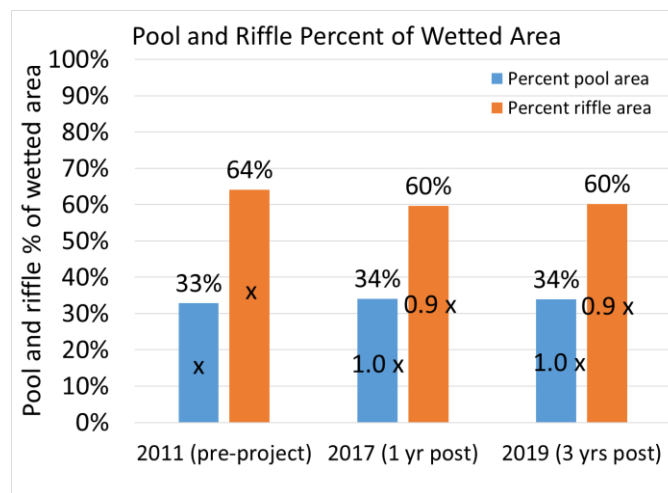 Pool and Riffle Percent of Wetted Area
Pool and riffle % of wetted area
100%
90%
80%
70%
60%
50%
40%
30%
20%
10%
0%
Percent pool area
Percent riffle area
33%
64%
34%
60%
34%
60%
x
x
1.0 x
0.9 x
1.0 x
0.9 x
2011 (pre-project)
2017 (1 yr post)
2019 (3 yrs post)